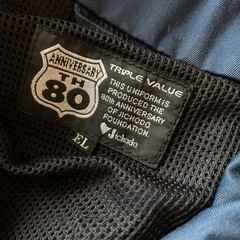 ANNIVERSARY
TH
80
TRIPLE VALUE
THIS UNIFORM IS
PRODUCED THE
80th ANNIVERSARY
OF JICHODO
FOUNDATION.
Jichodo
EL